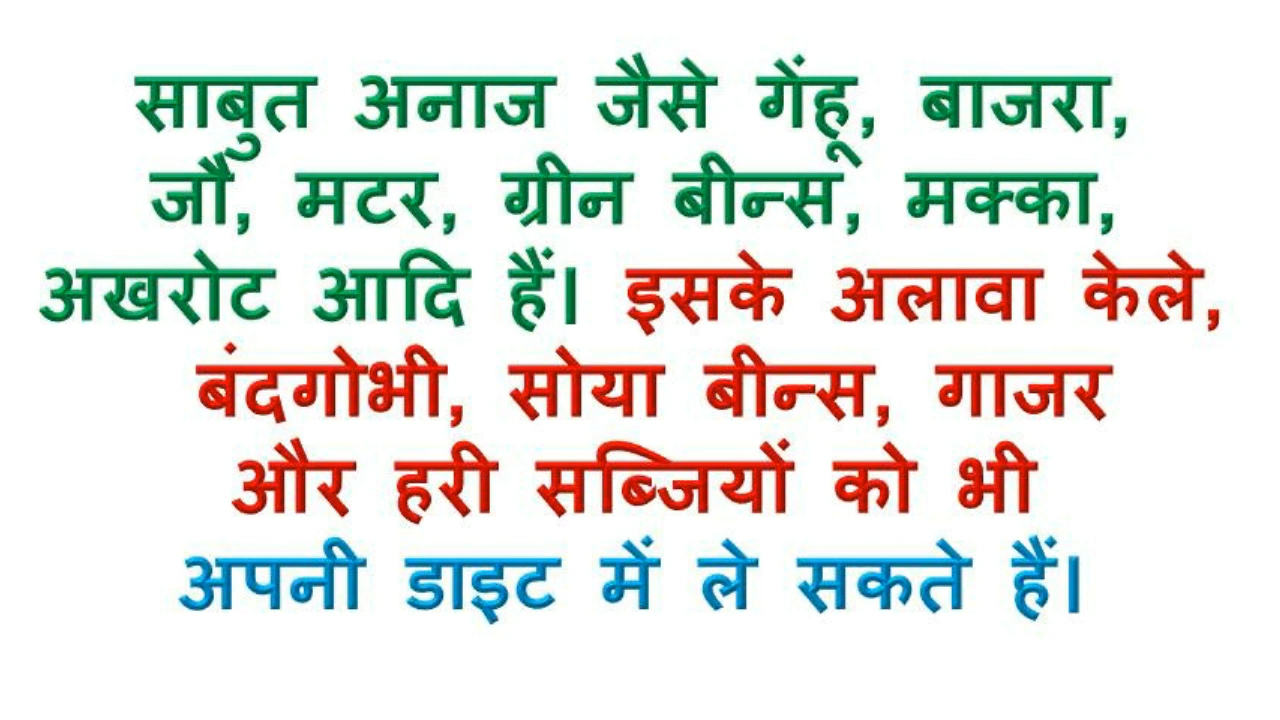 साबुत अनाज जैसे गेंहू, बाजरा,
जौ, मटर, ग्रीन बीन्स, मक्का,
अखरोट आदि हैं। इसके अलावा केले,
बंदगोभी, सोया बीन्स, गाजर
और हरी सब्जियों को भी
अपनी डाइट में ले सकते हैं।